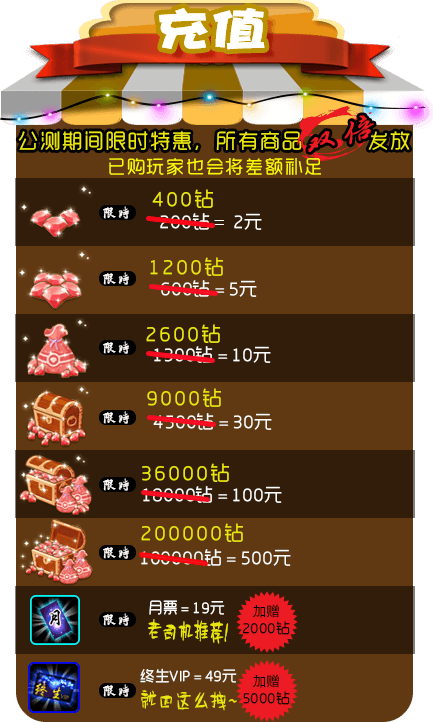 充值
公测期间限时特惠，所有商品双倍发放
已购玩家也会将差额补足
400钻
限时
200钻 = 2元
1200钻
限时
600钻 = 5元
2600钻
限时
1300钻 = 10元
9000钻
限时
4500钻 = 30元
36000钻
限时
18000钻 = 100元
200000钻
限时
100000钻 = 500元
月
限时
月票 = 19元
老司机推荐!
加赠
2000钻
终生VIP
限时
终生VIP = 49元
就四这么拽~
加赠
5000钻